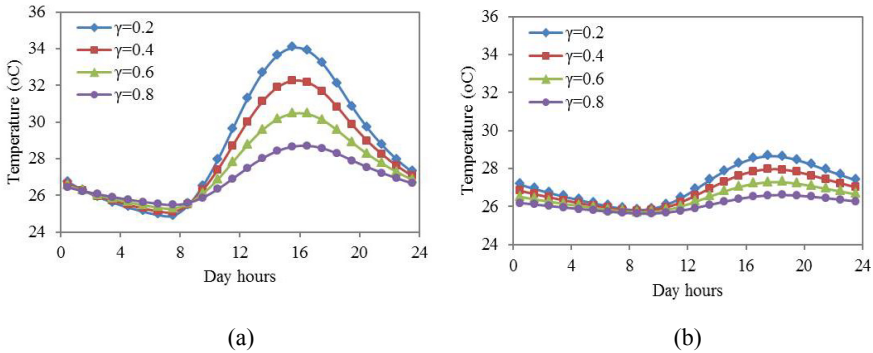 36
34
32
30
28
26
24
Temperature (oC)
γ=0.2
γ=0.4
γ=0.6
γ=0.8
0 4 8 12 16 20 24
Day hours
(a)
36
34
32
30
28
26
24
Temperature (oC)
γ=0.2
γ=0.4
γ=0.6
γ=0.8
0 4 8 12 16 20 24
Day hours
(b)